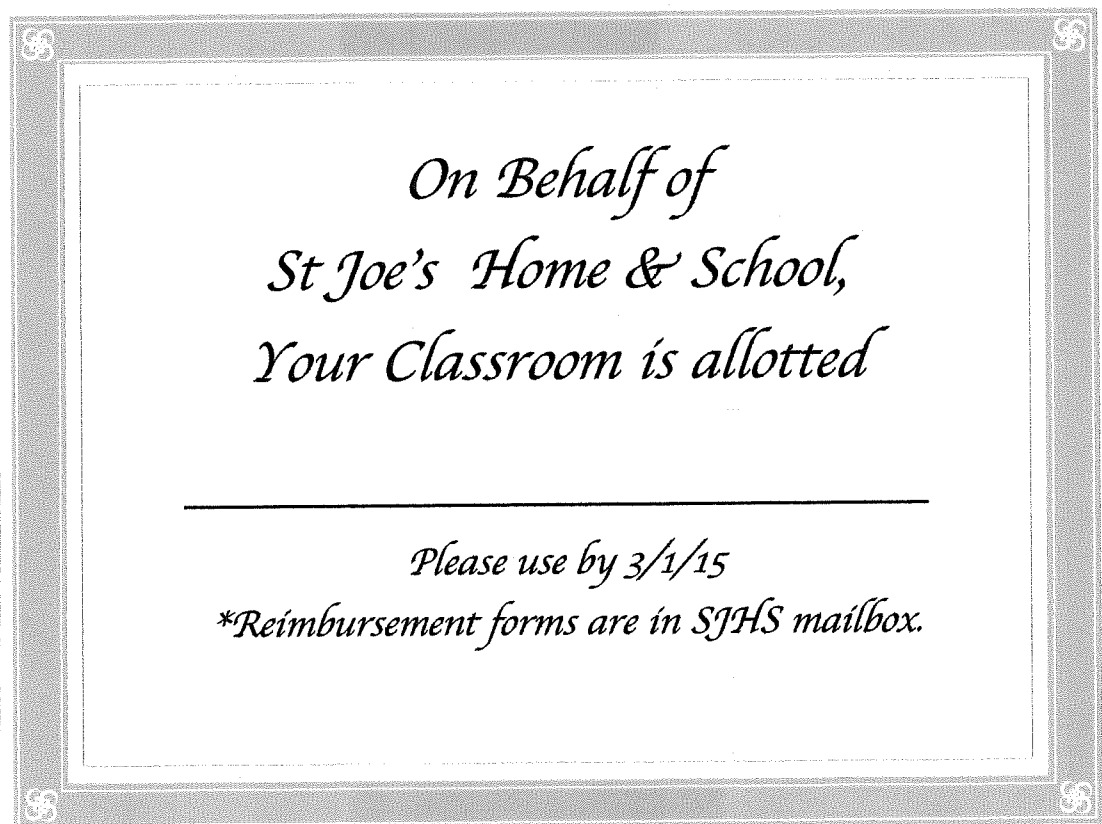 On Behalf of
St Joe's Home & School,
Your Classroom is allotted
Please use by 3/1/15
*Reimbursement forms are in SJHS mailbox.